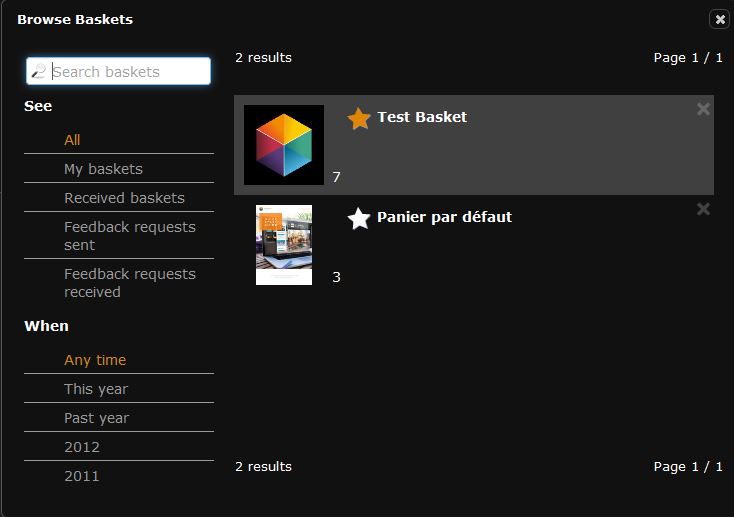 Browse Baskets
Search baskets
See
All
My baskets
Received baskets
Feedback requests
sent
Feedback requests
received
When
Any time
This year
Past year
2012
2011
2 results
Page 1 / 1
Test Basket
7
Panier par défaut
3
2 results
Page 1 / 1